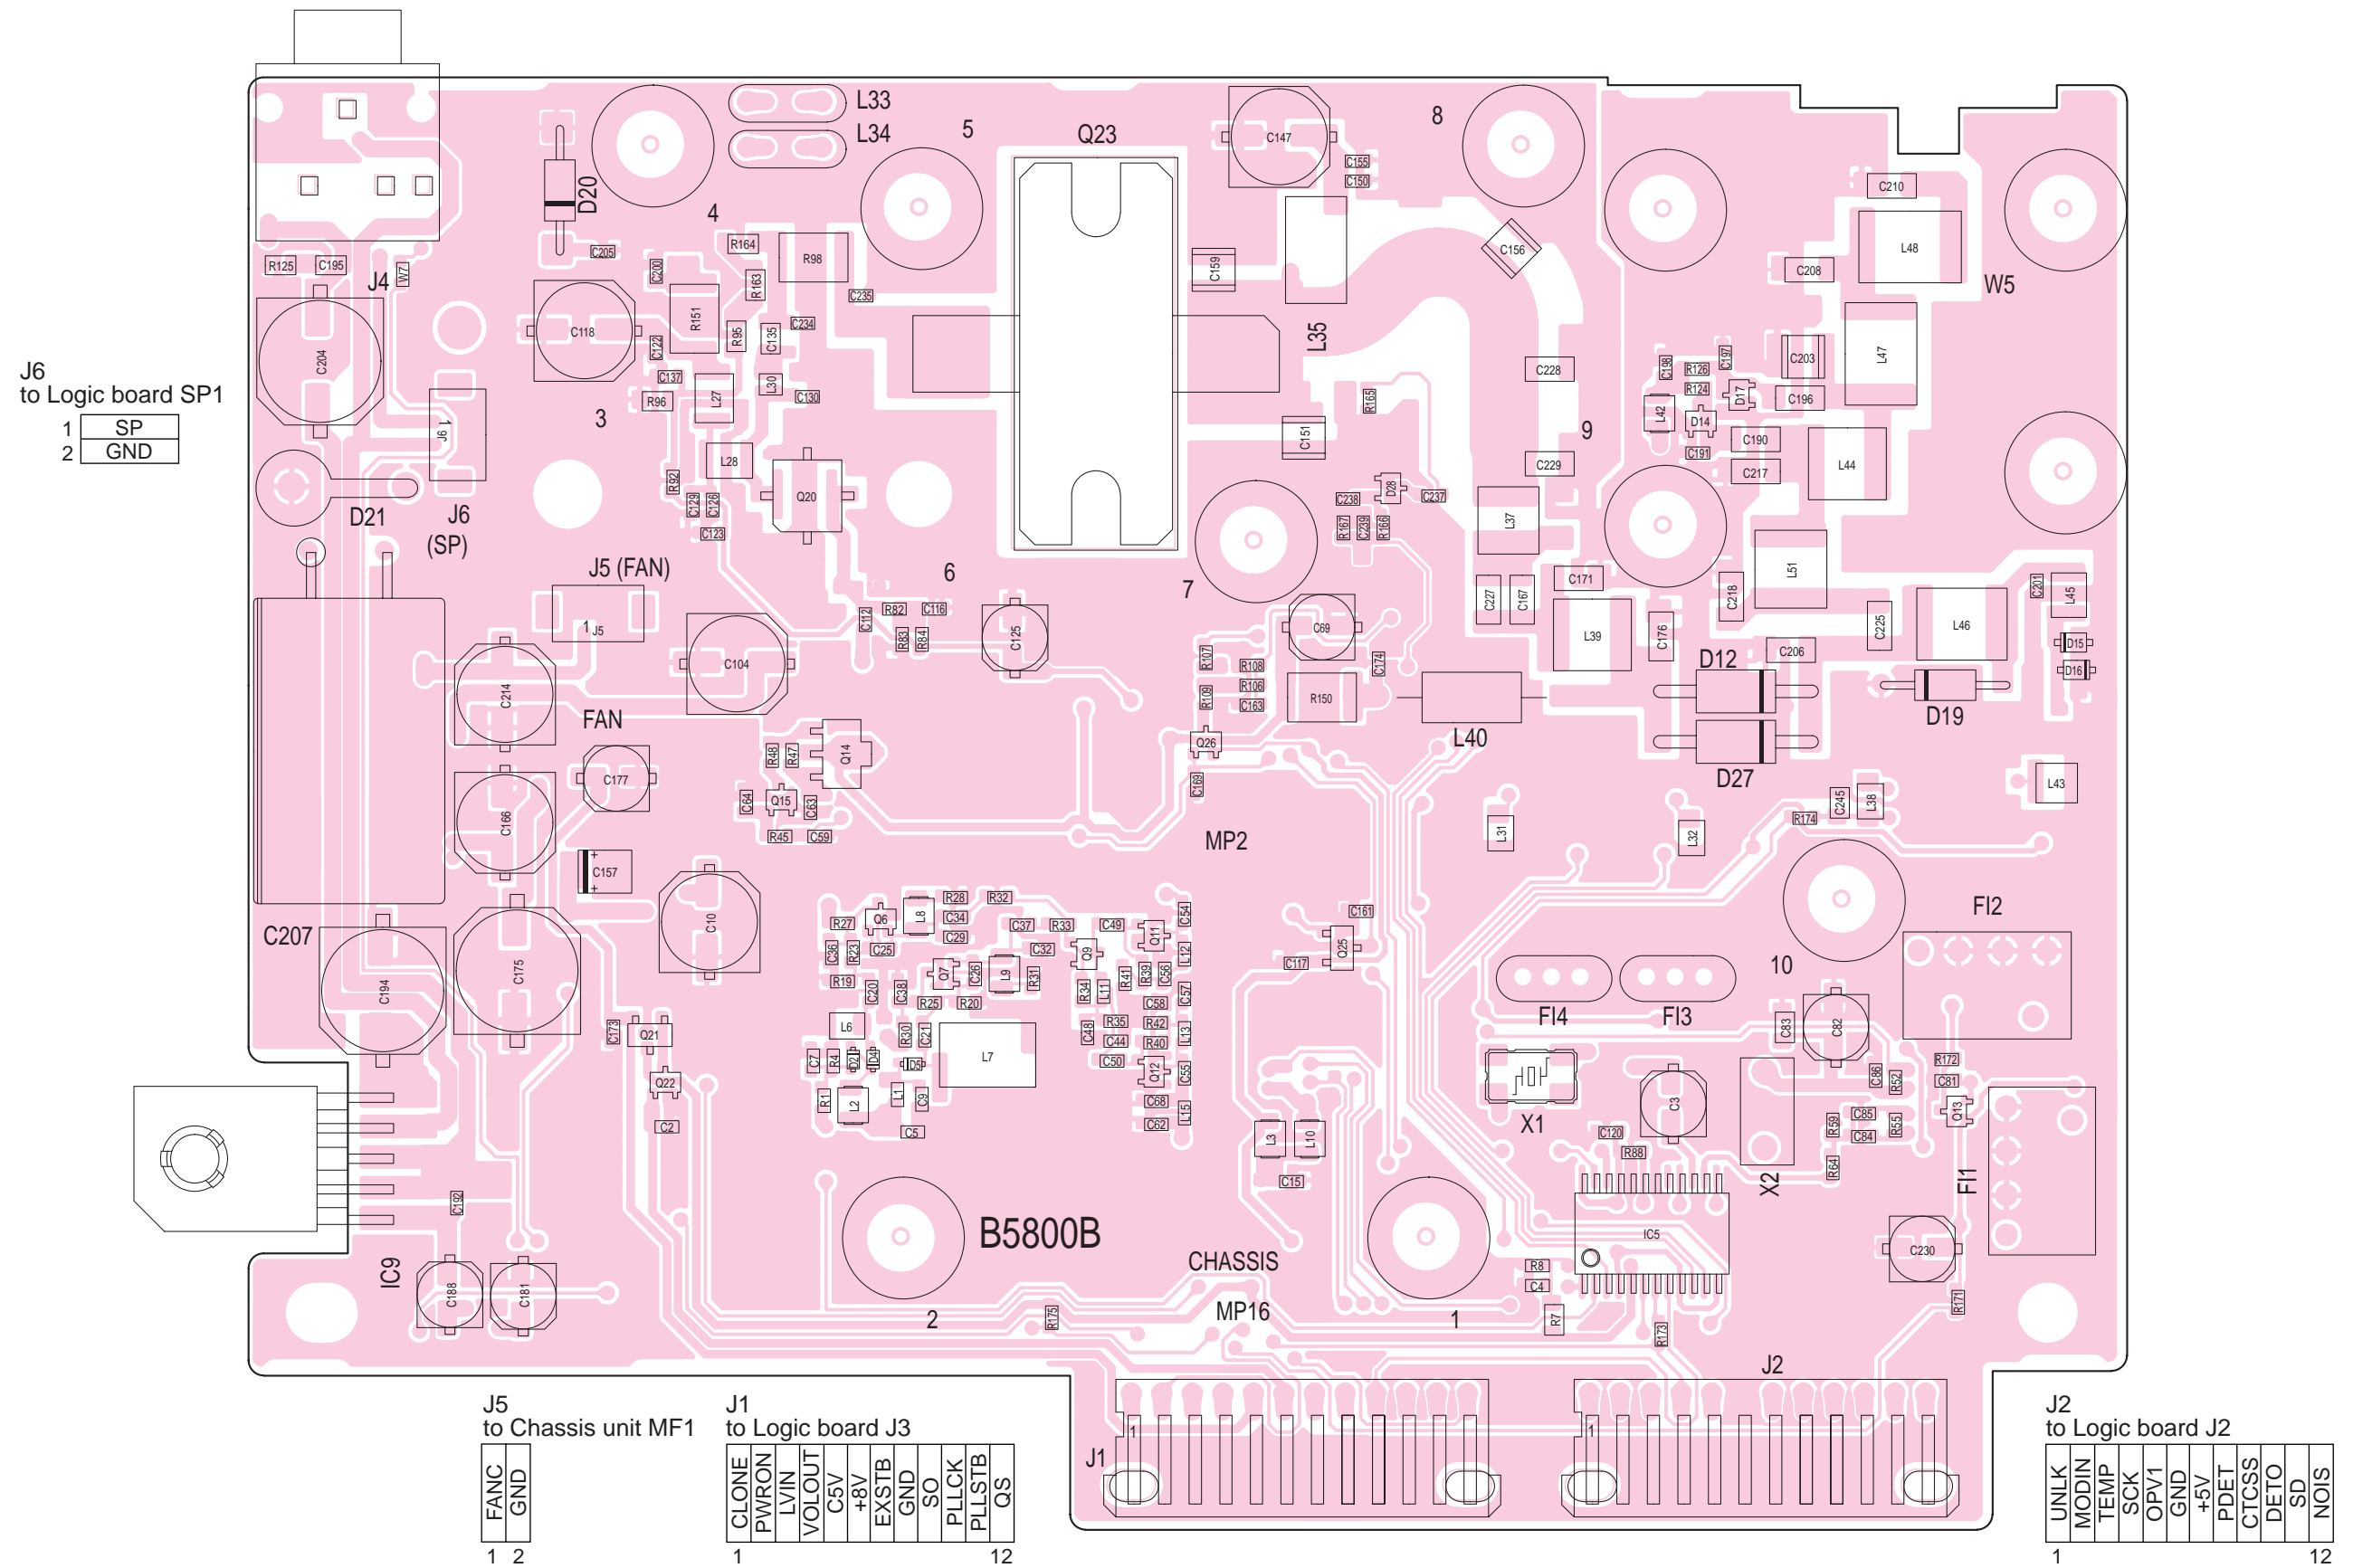 L33
L34
5
Q23
8
C147
C155
C150
D20
4
R164
R98
C205
C200
R163
C235
C159
C156
C210
L48
C208
W5
R125
C195
J4
W7
C204
C118
R151
R95
C135
C234
C122
C137
R96
L27
L30
C130
3
L28
R92
C129
C126
C123
Q20
L35
R165
C151
C228
9
C229
C198
R126
C197
R124
D17
L42
D14
C191
C203
C196
C190
C217
L47
L44
J6
to Logic board SP1
1 SP
2 GND
J6 1
D21
J6
(SP)
J5 (FAN)
1 J5
6
7
C238
D28
C237
R167
C239
R166
L37
C227
C167
C171
L39
C176
C218
L51
C225
L46
C201
L45
D15
D16
C206
D12
D19
D27
L40
C112
R82
C116
R83
R84
C125
C69
R107
R108
R106
C163
R109
R150
C174
Q26
C169
C104
C214
FAN
C177
C166
C157
R48
R47
Q14
C64
Q15
C63
R45
C59
MP2
L31
L32
R174
C245
L38
L43
C10
C207
C194
C175
R27
Q6
L8
R28
R32
C34
C29
C37
R33
C49
C54
Q11
C36
R23
C25
Q7
C26
L9
C32
R31
Q9
R41
R39
C56
L12
R19
C20
C38
R25
R20
R34
L11
C58
C57
L6
R30
C21
L7
C48
R35
C44
R42
R40
L13
C50
Q12
C55
C7
R4
D2
D4
D5
R1
L2
L1
C9
C5
C68
C62
L15
C161
Q25
C117
L3
L10
C15
FI4
FI3
10
FI2
X1
C83
C82
C3
C120
R88
X2
C86
R52
R172
C81
Q13
R59
C85
C84
R55
R64
FI1
IC5
C230
R171
C173
Q21
Q22
C2
C192
IC9
C188
C181
B5800B
CHASSIS
MP16
2
1
R175
R8
C4
R7
R173
J2
J1
1
1
J5
to Chassis unit MF1
FANC
GND
1 2
J1
to Logic board J3
CLONE
PWRON
LVIN
VOLOUT
C5V
+8V
EXSTB
GND
SO
PLLCK
PLLSTB
QS
1 12
J2
to Logic board J2
UNLK
MODIN
TEMP
SCK
OPV1
GND
+5V
PDET
CTCSS
DETO
SD
NOIS
1 12